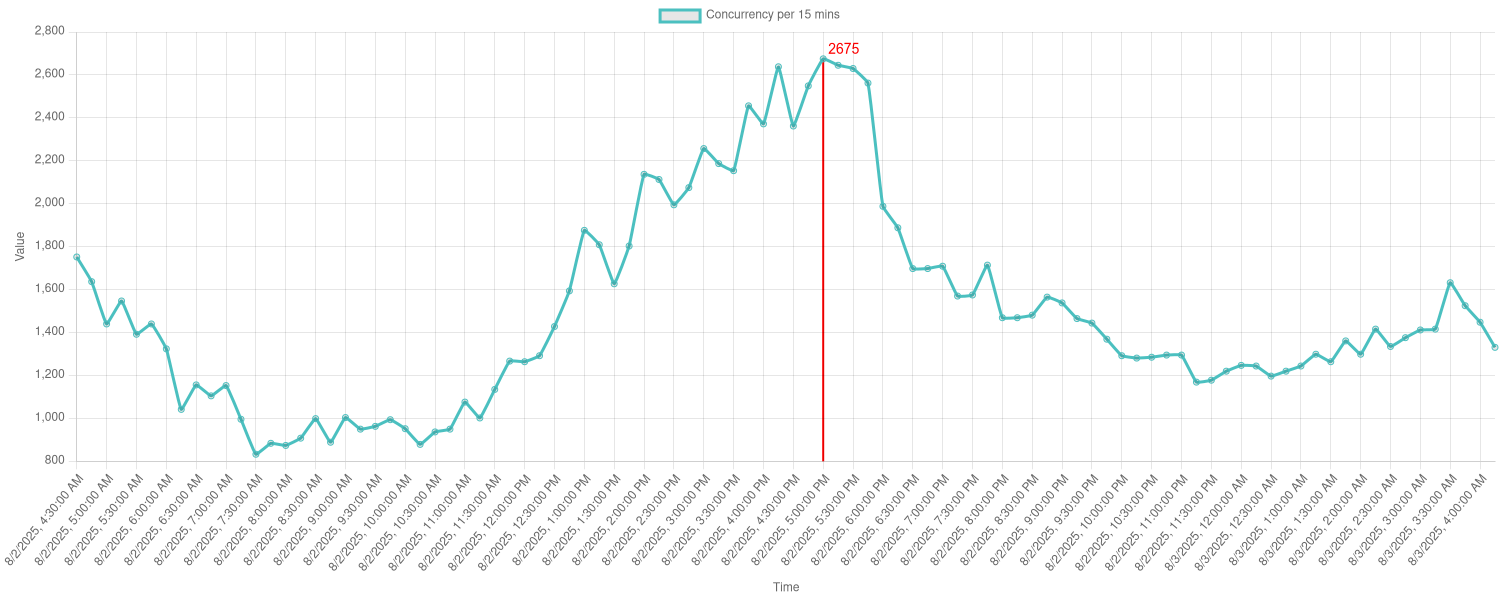 Concurrency per 15 mins
2675
2,800
2,600
2,400
2,200
2,000
1,800
1,600
1,400
1,200
1,000
800
Value
8/2/2025, 4:30:00 AM
8/2/2025, 5:00:00 AM
8/2/2025, 5:30:00 AM
8/2/2025, 6:00:00 AM
8/2/2025, 6:30:00 AM
8/2/2025, 7:00:00 AM
8/2/2025, 7:30:00 AM
8/2/2025, 8:00:00 AM
8/2/2025, 8:30:00 AM
8/2/2025, 9:00:00 AM
8/2/2025, 9:30:00 AM
8/2/2025, 10:00:00 AM
8/2/2025, 10:30:00 AM
8/2/2025, 11:00:00 AM
8/2/2025, 11:30:00 AM
8/2/2025, 12:00:00 PM
8/2/2025, 12:30:00 PM
8/2/2025, 1:00:00 PM
8/2/2025, 1:30:00 PM
8/2/2025, 2:00:00 PM
8/2/2025, 2:30:00 PM
8/2/2025, 3:00:00 PM
8/2/2025, 3:30:00 PM
8/2/2025, 4:00:00 PM
8/2/2025, 4:30:00 PM
8/2/2025, 5:00:00 PM
8/2/2025, 5:30:00 PM
8/2/2025, 6:00:00 PM
8/2/2025, 6:30:00 PM
8/2/2025, 7:00:00 PM
8/2/2025, 7:30:00 PM
8/2/2025, 8:00:00 PM
8/2/2025, 8:30:00 PM
8/2/2025, 9:00:00 PM
8/2/2025, 9:30:00 PM
8/2/2025, 10:00:00 PM
8/2/2025, 10:30:00 PM
8/2/2025, 11:00:00 PM
8/2/2025, 11:30:00 PM
8/3/2025, 12:00:00 AM
8/3/2025, 12:30:00 AM
8/3/2025, 1:00:00 AM
8/3/2025, 1:30:00 AM
8/3/2025, 2:00:00 AM
8/3/2025, 2:30:00 AM
8/3/2025, 3:00:00 AM
8/3/2025, 3:30:00 AM
8/3/2025, 4:00:00 AM
Time